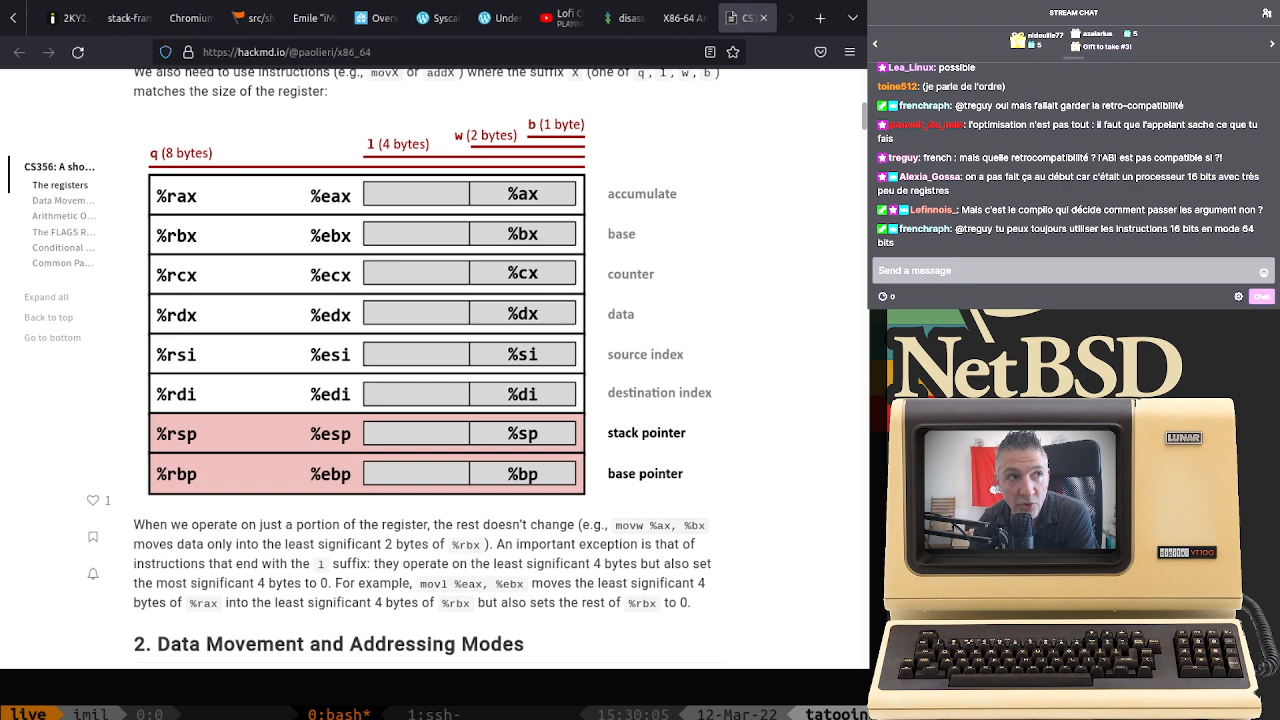 2KY2
stack-fram
Chromium
src/sh
Emile "iM
Overv
Syscal
Under
Lofi C
PLAYING
disass
X86-64 Ar
CS
https://hackmd.io/@paolieri/x86_64
We also need to use instructions (e.g., movX or addX) where the suffix X (one of q, l, w, b)
matches the size of the register:
CS356: A sho…
The registers
Data Movem…
Arithmetic O…
The FLAGS R…
Conditional …
Common Pa…
Expand all
Back to top
Go to bottom
1
q (8 bytes)
l (4 bytes)
w (2 bytes)
b (1 byte)
%rax %eax %ax accumulate
%rbx %ebx %bx base
%rcx %ecx %cx counter
%rdx %edx %dx data
%rsi %esi %si source index
%rdi %edi %di destination index
%rsp %esp %sp stack pointer
%rbp %ebp %bp base pointer
When we operate on just a portion of the register, the rest doesn't change (e.g., movw %ax, %bx
moves data only into the least significant 2 bytes of %rbx). An important exception is that of
instructions that end with the l suffix: they operate on the least significant 4 bytes but also set
the most significant 4 bytes to 0. For example, movl %eax, %ebx moves the least significant 4
bytes of %rax into the least significant 4 bytes of %rbx but also sets the rest of %rbx to 0.
2. Data Movement and Addressing Modes
live imil 0:0 0:bash* 1:ssh- 15:30:05 12-Mar-22 tatooin
STREAM CHAT
nldoule77
5
azelarius 5
Gift to take #3!
Lea_Linux: possible
toine512: (je parle de l'ordre)
frenchraph: @treguy oui mais fallait garder la retro-compatibilité
l'optimisation n'est pas tout : il faut que l'appelant sache ce que tu
fais
treguy: french : mais quelle retrocompatibilité ? l'ABI est pas compatible si ?!
Alexia_Gossa: on a pas fait ça au début car c'était un processeur 16 bits avec très
peu de registres
Lefinnois_: Mais c'est le compilo qui décide comment passer les argument non ?
frenchraph: @treguy tu peux toujours utiliser les instructions 16 bits en mode 64
bits
Send a message
0
Chat
NetBSD
LUNAR
digilio VT100